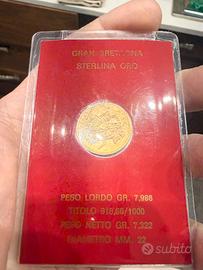 GRAN BRETAGNA
STERLINA ORO
PESO LORDO GR. 7,988
TITOLO 916,66/1000
PESO NETTO GR. 7,322
DIAMETRO MM. 22
subito